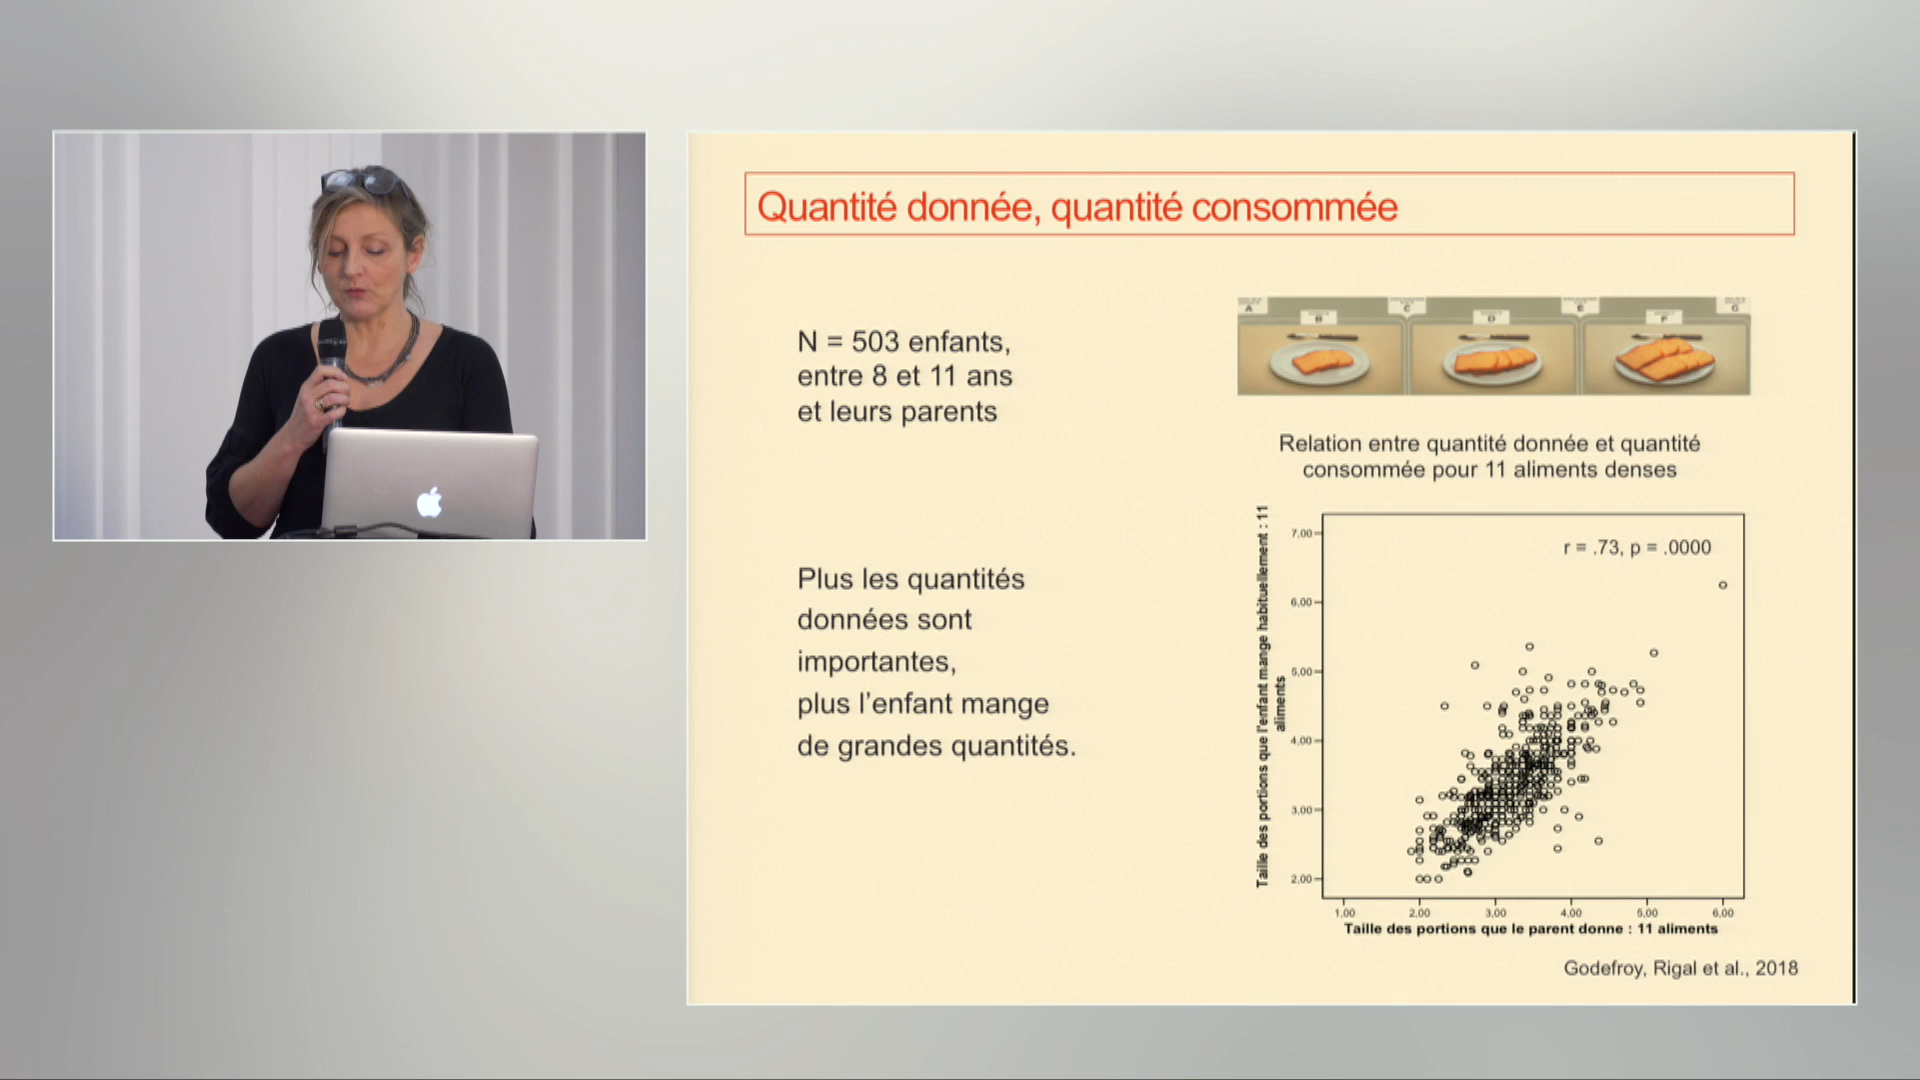 Quantité donnée, quantité consommée
N = 503 enfants,
entre 8 et 11 ans
et leurs parents
Plus les quantités
données sont
importantes,
plus l'enfant mange
de grandes quantités.
A
B
C
D
E
F
G
Relation entre quantité donnée et quantité
consommée pour 11 aliments denses
Taille des portions que l'enfant mange habituellement : 11
aliments
r = .73, p = .0000
7,00
6,00
5,00
4,00
3,00
2,00
1,00 2,00 3,00 4,00 5,00 6,00
Taille des portions que le parent donne : 11 aliments
Godefroy, Rigal et al., 2018